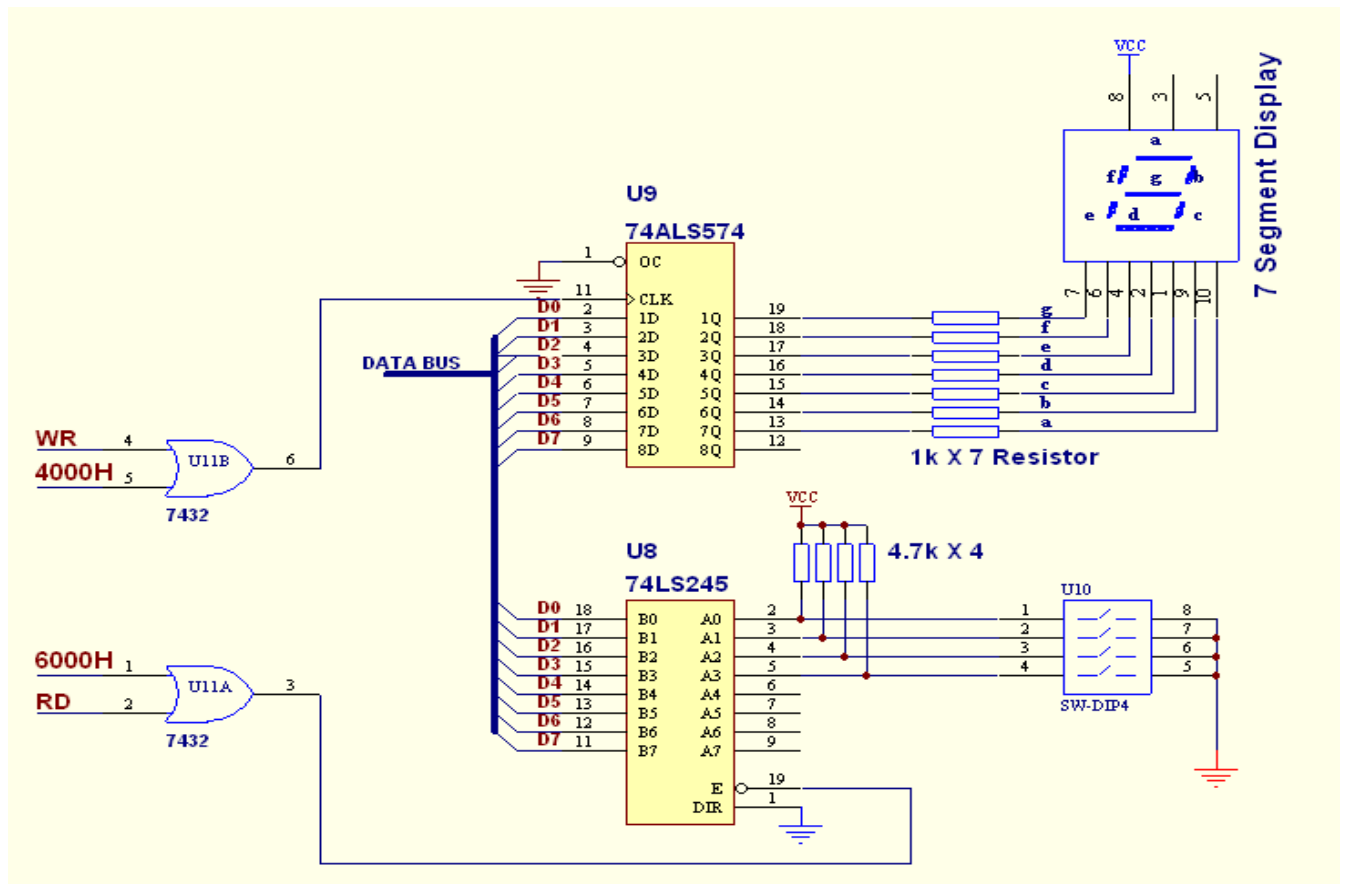 VCC
8 3 5
7 Segment Display
a
f g b
e d c
7 6 4 2 1 9 10
U9
74ALS574
1 OC
11 CLK
D0 2 1D 1Q 19 g
D1 3 2D 2Q 18 f
D2 4 3D 3Q 17 e
D3 5 4D 4Q 16 d
D4 6 5D 5Q 15 c
D5 7 6D 6Q 14 b
D6 8 7D 7Q 13 a
D7 9 8D 8Q 12
DATA BUS
1k X 7 Resistor
WR 4
4000H 5
U11B 6
7432
VCC
4.7k X 4
U8
74LS245
D0 18 B0 A0 2
D1 17 B1 A1 3
D2 16 B2 A2 4
D3 15 B3 A3 5
D4 14 B4 A4 6
D5 13 B5 A5 7
D6 12 B6 A6 8
D7 11 B7 A7 9
E 19
DIR 1
U10
1 8
2 7
3 6
4 5
SW-DIP4
6000H 1
RD 2
U11A 3
7432